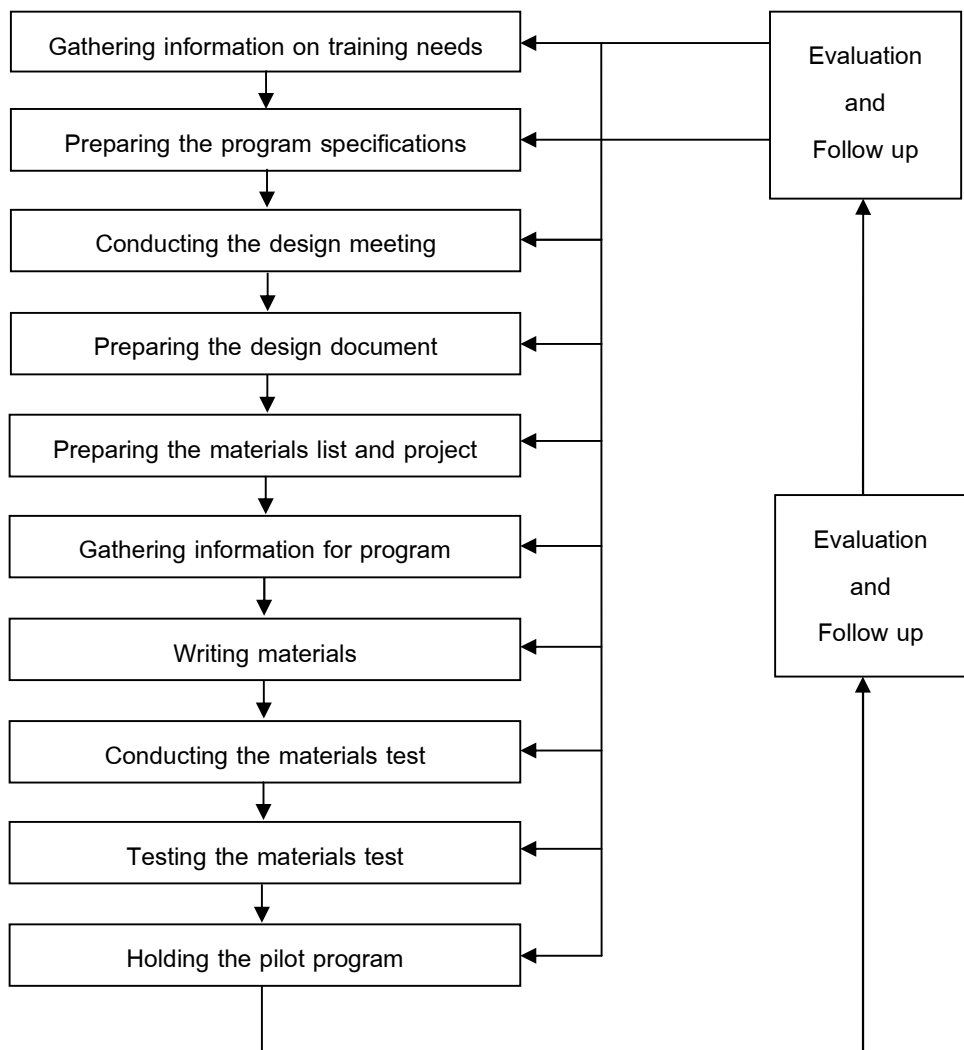 Gathering information on training needs
Preparing the program specifications
Conducting the design meeting
Preparing the design document
Preparing the materials list and project
Gathering information for program
Writing materials
Conducting the materials test
Testing the materials test
Holding the pilot program
Evaluation
and
Follow up
Evaluation
and
Follow up